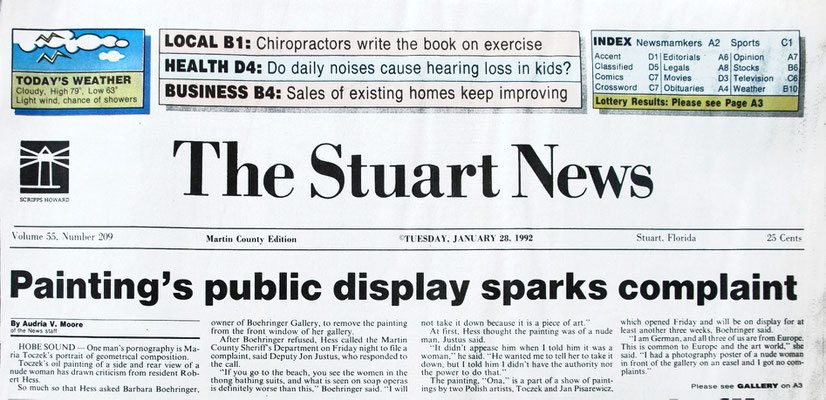 TODAY'S WEATHER
Cloudy, High 79°, Low 63°
Light wind, chance of showers
LOCAL B1: Chiropractors write the book on exercise
HEALTH D4: Do daily noises cause hearing loss in kids?
BUSINESS B4: Sales of existing homes keep improving
INDEX Newsmamkers A2 Sports C1
Accent D1 Editorials A6 Opinion A7
Classified D5 Legals A8 Stocks B6
Comics C7 Movies D3 Television C6
Crossword C7 Obituaries A4 Weather B10
Lottery Results: Please see Page A3
SCRIPPS HOWARD
The Stuart News
Volume 55, Number 209 Martin County Edition ©TUESDAY, JANUARY 28, 1992 Stuart, Florida 25 Cents
Painting's public display sparks complaint
By Audria V. Moore
of the News staff
HOBE SOUND — One man's pornography is Ma-
ria Toczek's portrait of geometrical composition.
Toczek's oil painting of a side and rear view of a
nude woman has drawn criticism from resident Rob-
ert Hess.
So much so that Hess asked Barbara Boehringer,
owner of Boehringer Gallery, to remove the painting
from the front window of her gallery.
After Boehringer refused, Hess called the Martin
County Sheriff's Department on Friday night to file a
complaint, said Deputy Jon Justus, who responded to
the call.
"If you go to the beach, you see the women in the
thong bathing suits, and what is seen on soap operas
is definitely worse than this," Boehringer said. "I will
not take it down because it is a piece of art."
At first, Hess thought the painting was of a nude
man, Justus said.
"It didn't appease him when I told him it was a
woman," he said. "He wanted me to tell her to take it
down, but I told him I didn't have the authority nor
the power to do that."
The painting, "Ona," is a part of a show of paint-
ings by two Polish artists, Toczek and Jan Pisarewicz,
which opened Friday and will be on display for at
least another three weeks, Boehringer said.
"I am German, and all three of us are from Europe.
This is common to Europe and the art world," she
said. "I had a photography poster of a nude woman
in front of the gallery on an easel and I got no com-
plaints."
Please see GALLERY on A3